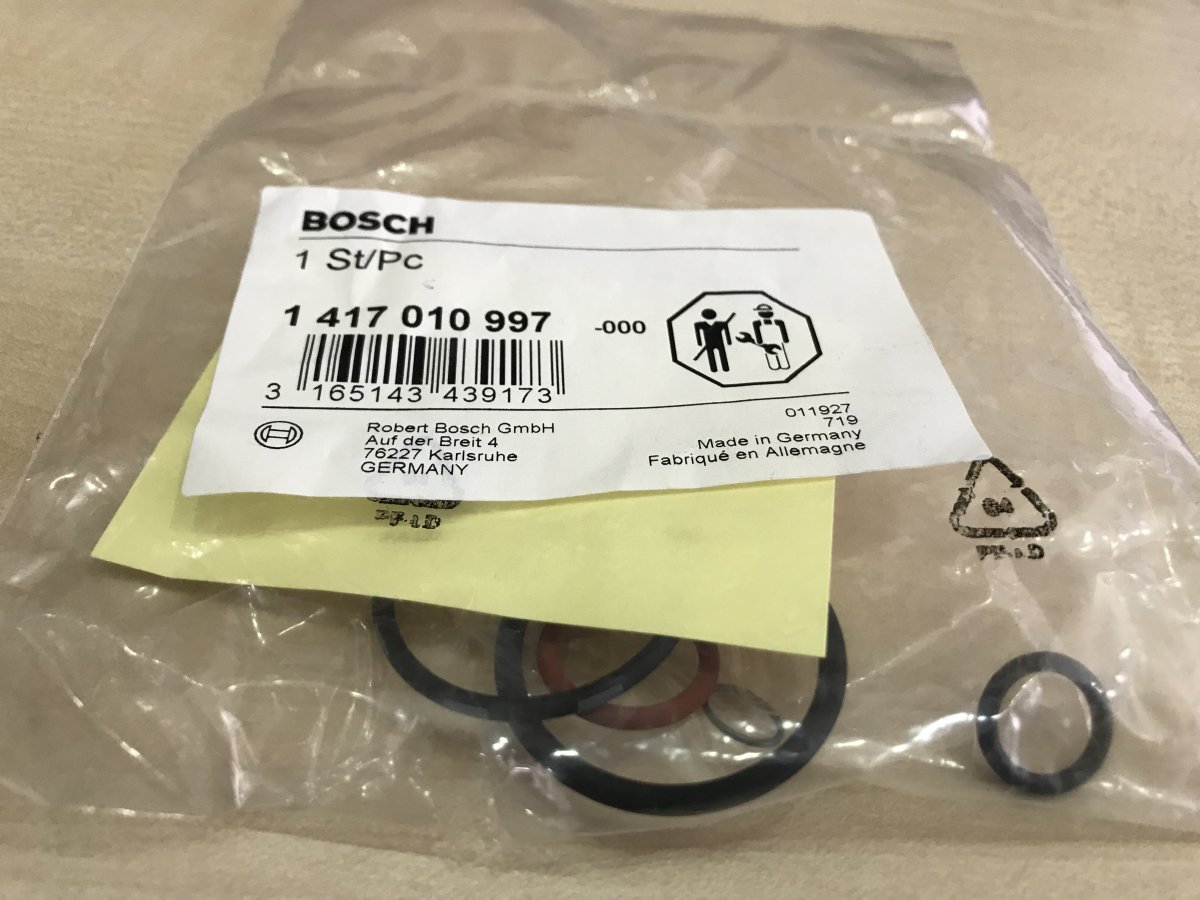 BOSCH
1 St/Pc
1 417 010 997 -000
3 165143 439173
Robert Bosch GmbH
Auf der Breit 4
76227 Karlsruhe
GERMANY
011927
719
Made in Germany
Fabriqué en Allemagne
04